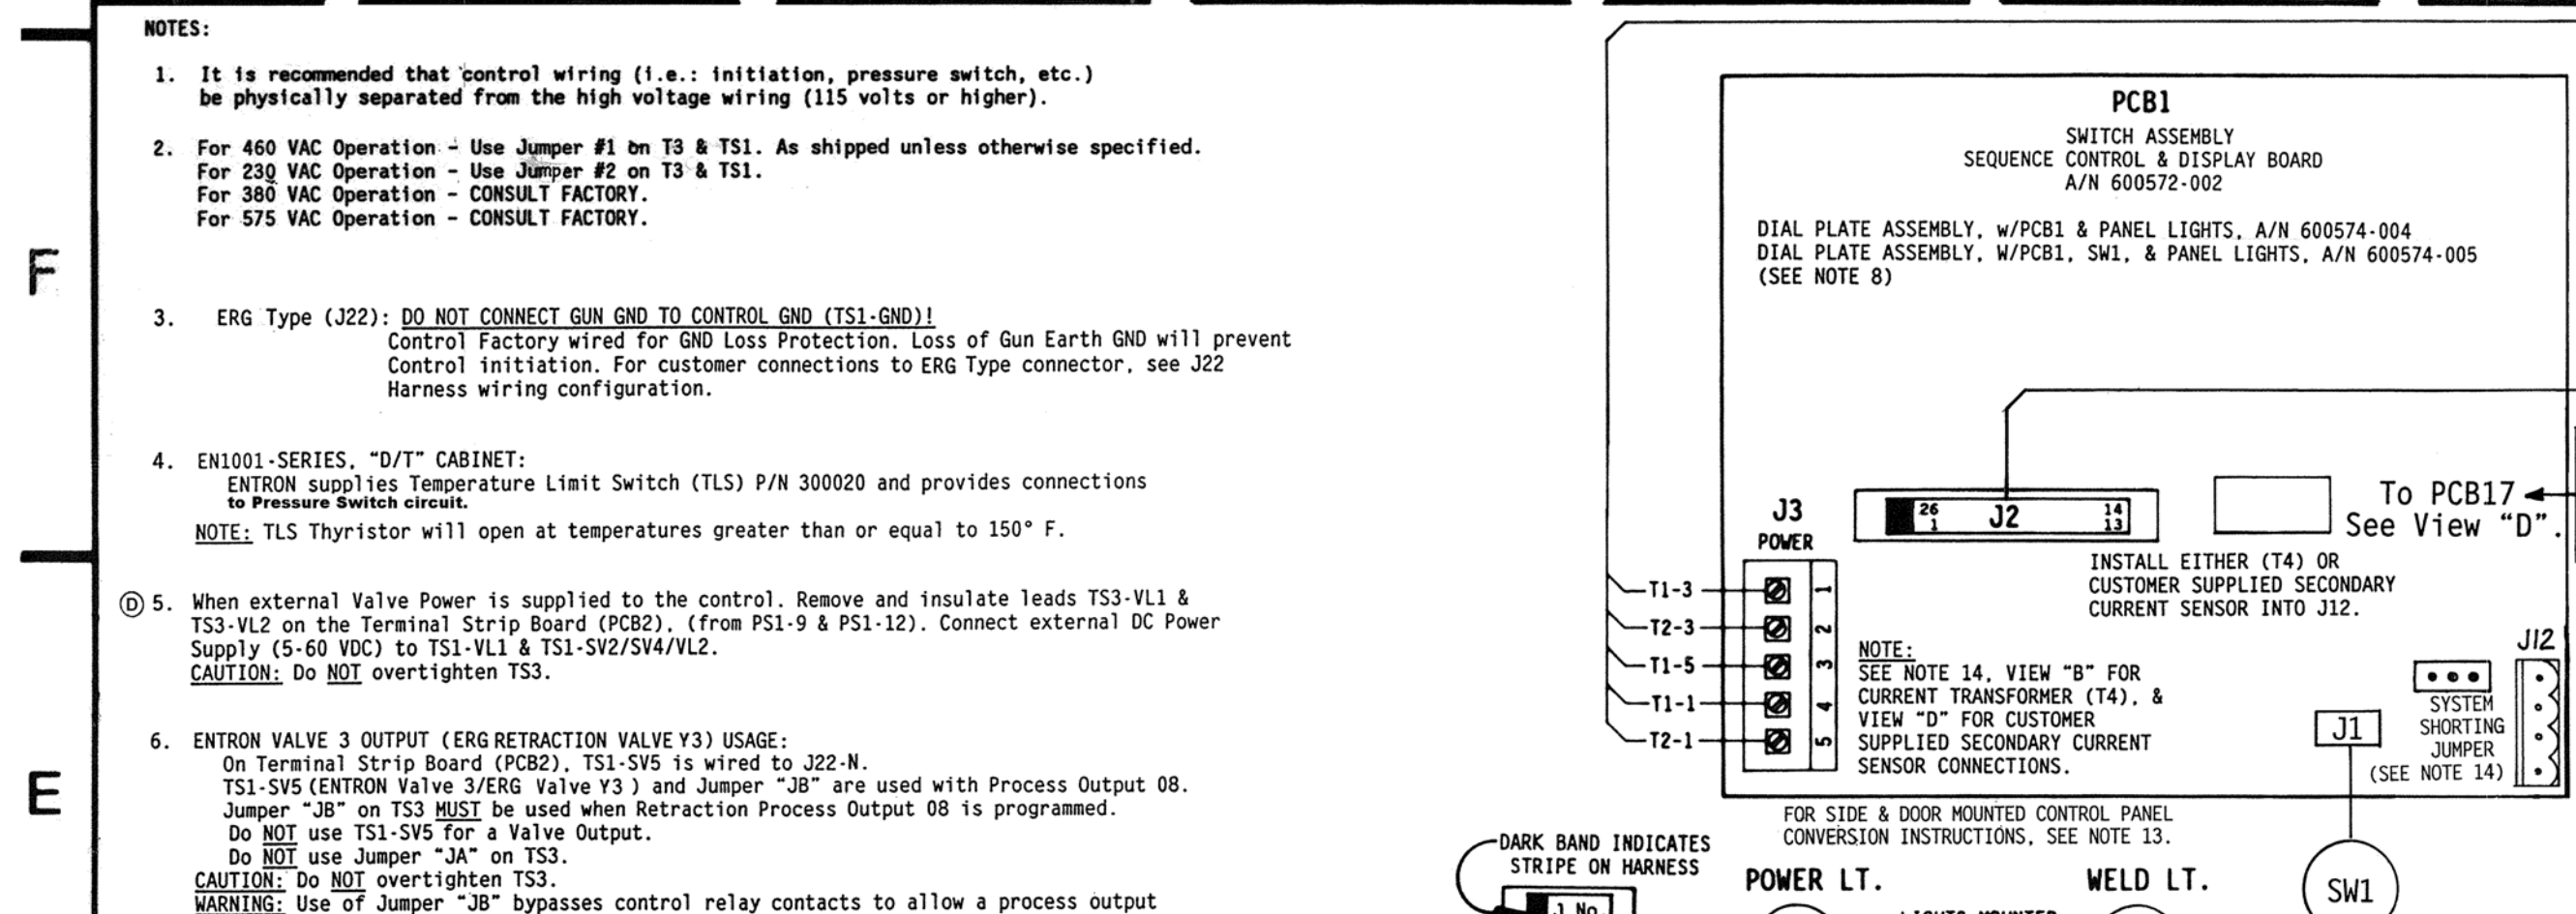 NOTES:
1. It is recommended that control wiring (i.e.: initiation, pressure switch, etc.)
be physically separated from the high voltage wiring (115 volts or higher).
2. For 460 VAC Operation - Use Jumper #1 on T3 & TS1. As shipped unless otherwise specified.
For 230 VAC Operation - Use Jumper #2 on T3 & TS1.
For 380 VAC Operation - CONSULT FACTORY.
For 575 VAC Operation - CONSULT FACTORY.
F
3. ERG Type (J22): DO NOT CONNECT GUN GND TO CONTROL GND (TS1-GND)!
Control Factory wired for GND Loss Protection. Loss of Gun Earth GND will prevent
Control initiation. For customer connections to ERG Type connector, see J22
Harness wiring configuration.
4. EN1001-SERIES, "D/T" CABINET:
ENTRON supplies Temperature Limit Switch (TLS) P/N 300020 and provides connections
to Pressure Switch circuit.
NOTE: TLS Thyristor will open at temperatures greater than or equal to 150° F.
D 5. When external Valve Power is supplied to the control. Remove and insulate leads TS3-VL1 &
TS3-VL2 on the Terminal Strip Board (PCB2), (from PS1-9 & PS1-12). Connect external DC Power
Supply (5-60 VDC) to TS1-VL1 & TS1-SV2/SV4/VL2.
CAUTION: Do NOT overtighten TS3.
6. ENTRON VALVE 3 OUTPUT (ERG RETRACTION VALVE Y3) USAGE:
On Terminal Strip Board (PCB2), TS1-SV5 is wired to J22-N.
TS1-SV5 (ENTRON Valve 3/ERG Valve Y3 ) and Jumper "JB" are used with Process Output 08.
Jumper "JB" on TS3 MUST be used when Retraction Process Output 08 is programmed.
Do NOT use TS1-SV5 for a Valve Output.
Do NOT use Jumper "JA" on TS3.
CAUTION: Do NOT overtighten TS3.
WARNING: Use of Jumper "JB" bypasses control relay contacts to allow a process output
E
PCB1
SWITCH ASSEMBLY
SEQUENCE CONTROL & DISPLAY BOARD
A/N 600572-002
DIAL PLATE ASSEMBLY, w/PCB1 & PANEL LIGHTS, A/N 600574-004
DIAL PLATE ASSEMBLY, W/PCB1, SW1, & PANEL LIGHTS, A/N 600574-005
(SEE NOTE 8)
J3
POWER
26 14
J2
1 13
To PCB17
See View "D".
INSTALL EITHER (T4) OR
CUSTOMER SUPPLIED SECONDARY
CURRENT SENSOR INTO J12.
T1-3 1
T2-3 2
T1-5 3
T1-1 4
T2-1 5
NOTE:
SEE NOTE 14, VIEW "B" FOR
CURRENT TRANSFORMER (T4), &
VIEW "D" FOR CUSTOMER
SUPPLIED SECONDARY CURRENT
SENSOR CONNECTIONS.
J12
J1
SYSTEM
SHORTING
JUMPER
(SEE NOTE 14)
FOR SIDE & DOOR MOUNTED CONTROL PANEL
CONVERSION INSTRUCTIONS, SEE NOTE 13.
DARK BAND INDICATES
STRIPE ON HARNESS
J No.
POWER LT.
WELD LT.
LIGHTS MOUNTED
SW1